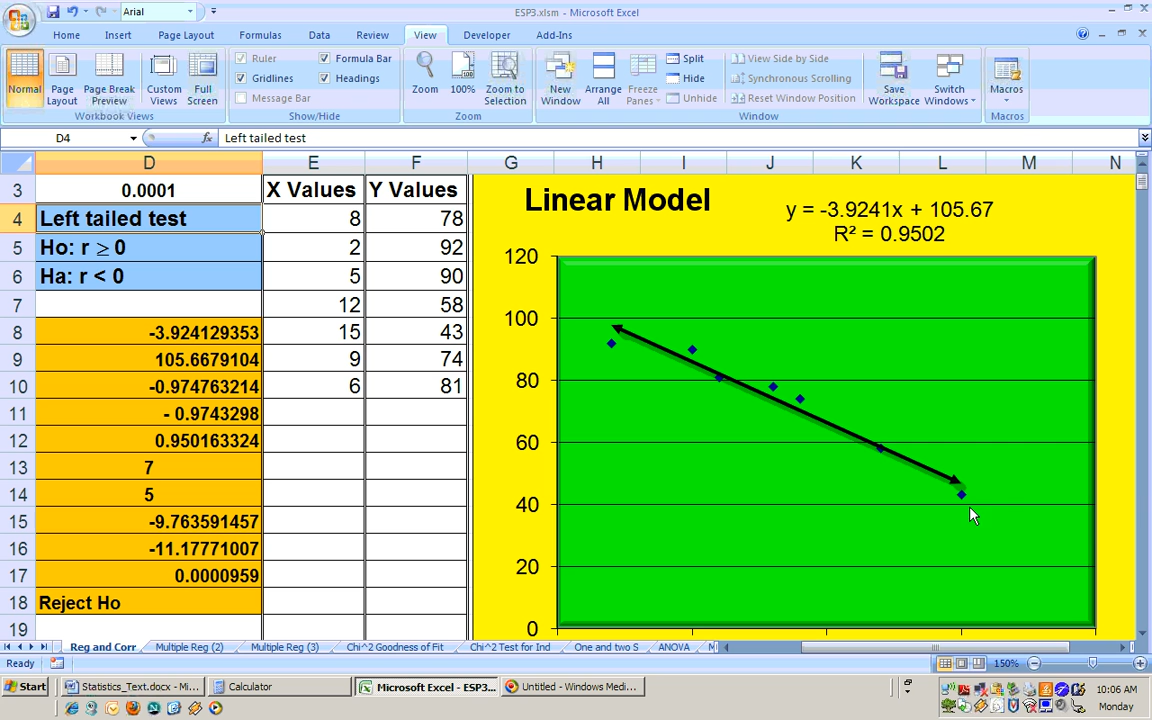 ESP3.xlsm - Microsoft Excel
Arial
Home Insert Page Layout Formulas Data Review View Developer Add-Ins
Normal
Page Layout
Page Break Preview
Custom Views
Full Screen
Workbook Views
Ruler
Formula Bar
Gridlines
Headings
Message Bar
Show/Hide
Zoom
100%
Zoom to Selection
Zoom
New Window
Arrange All
Freeze Panes
Split
Hide
Unhide
View Side by Side
Synchronous Scrolling
Reset Window Position
Save Workspace
Switch Windows
Window
Macros
Macros
D4 fx Left tailed test
D E F G H I J K L M N
3 0.0001 X Values Y Values
4 Left tailed test 8 78
5 Ho: r ≥ 0 2 92
6 Ha: r < 0 5 90
7 12 58
8 -3.924129353 15 43
9 105.6679104 9 74
10 -0.974763214 6 81
11 - 0.9743298
12 0.950163324
13 7
14 5
15 -9.763591457
16 -11.17771007
17 0.0000959
18 Reject Ho
19
Linear Model
y = -3.9241x + 105.67
R² = 0.9502
120
100
80
60
40
20
0
Reg and Corr Multiple Reg (2) Multiple Reg (3) Chi^2 Goodness of Fit Chi^2 Test for Ind One and two S ANOVA
Ready 150%
Start Statistics_Text.docx - Mi... Calculator Microsoft Excel - ESP3... Untitled - Windows Medi... 10:06 AM
Monday